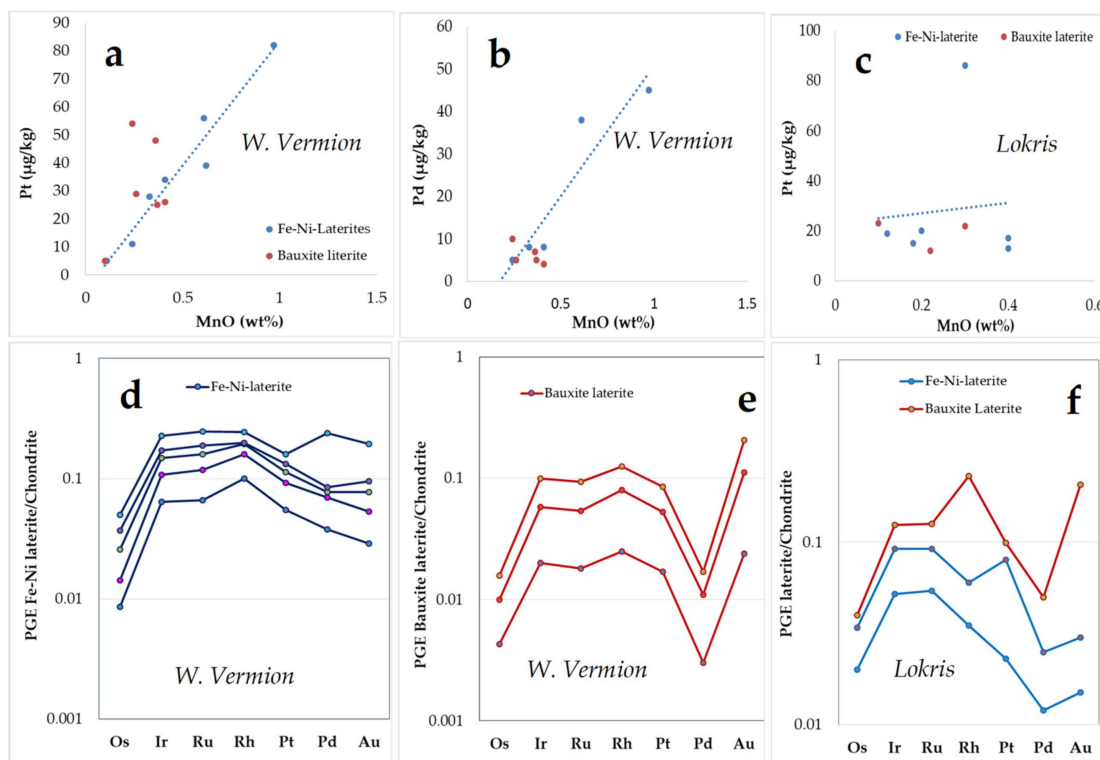 a
90
80
70
60
50
40
30
20
10
0
0
0.5
1
1.5
Pt (µg/kg)
MnO (wt%)
W. Vermion
Fe-Ni-Laterites
Bauxite literite
b
60
50
40
30
20
10
0
0
0.5
1
1.5
Pd (µg/kg)
MnO (wt%)
W. Vermion
c
Fe-Ni-laterite
Bauxite laterite
100
80
60
40
20
0
0
0.2
0.4
0.6
Pt (µg/kg)
MnO (wt%)
Lokris
d
Fe-Ni-laterite
1
0.1
0.01
0.001
PGE Fe-Ni laterite/Chondrite
W. Vermion
Os Ir Ru Rh Pt Pd Au
e
Bauxite laterite
1
0.1
0.01
0.001
PGE Bauxite laterite/Chondrite
W. Vermion
Os Ir Ru Rh Pt Pd Au
f
Fe-Ni-laterite
Bauxite Laterite
1
0.1
0.01
PGE laterite/Chondrite
Lokris
Os Ir Ru Rh Pt Pd Au